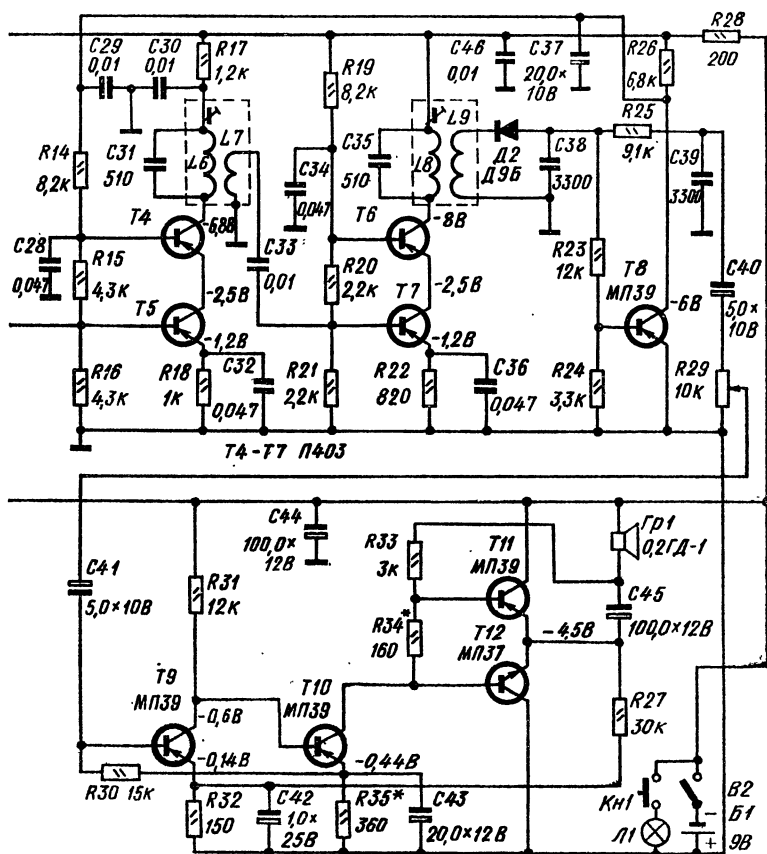 C29
0,01
C30
0,01
R17
1,2к
R19
8,2к
C46
0,01
C37
20,0×
10В
R26
6,8к
R28
200
R14
8,2к
C31
510
L6
L7
C34
0,047
C35
510
L8
L9
Д2
Д9Б
C38
3300
R25
9,1к
C39
3300
T4
-6,8В
T6
-8В
C28
0,047
R15
4,3к
C33
0,01
R20
2,2к
R23
12к
T8
МП39
-6В
C40
5,0×
10В
T5
-2,5В
T7
-2,5В
-1,2В
-1,2В
R16
4,3к
R18
1к
C32
0,047
R21
2,2к
R22
820
C36
0,047
R24
3,3к
R29
10к
T4-T7 П403
C41
5,0×10В
R31
12к
C44
100,0×
12В
R33
3к
T11
МП39
Гр1
0,2ГД-1
R34*
160
T12
МП37
-4,5В
C45
100,0×12В
T9
МП39
-0,6В
T10
МП39
R27
30к
-0,14В
-0,44В
R30 15к
R32
150
C42
1,0×
25В
R35*
360
C43
20,0×12В
Кн1
Л1
В2
Б1
-
+
9В